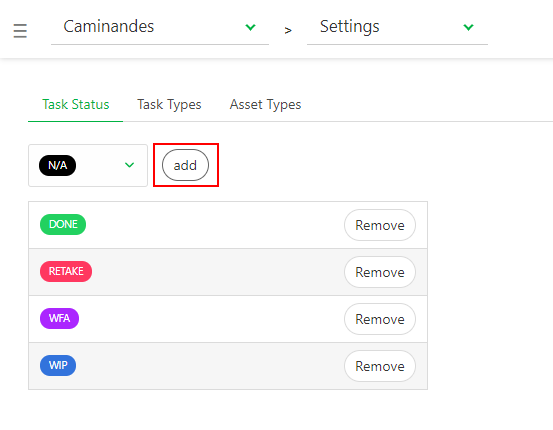 Caminandes > Settings
Task Status Task Types Asset Types
N/A add
DONE Remove
RETAKE Remove
WFA Remove
WIP Remove